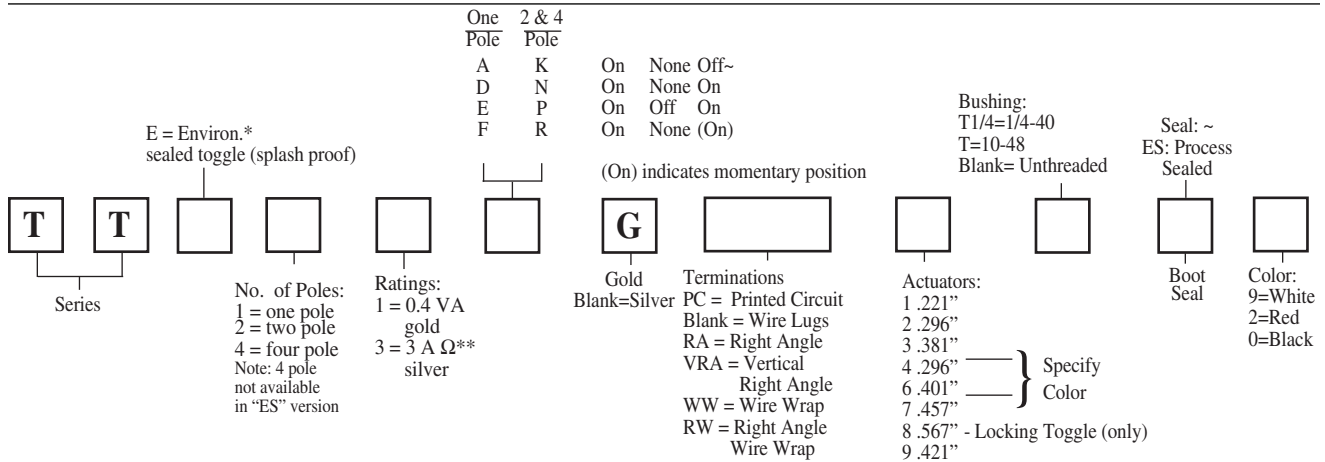 One 2 & 4
Pole Pole
A K On None Off~
D N On None On
E P On Off On
F R On None (On)
(On) indicates momentary position
E = Environ.*
sealed toggle (splash proof)
Bushing:
T1/4=1/4-40
T=10-48
Blank= Unthreaded
Seal: ~
ES: Process
Sealed
T T G
Series
No. of Poles:
1 = one pole
2 = two pole
4 = four pole
Note: 4 pole
not available
in “ES” version
Ratings:
1 = 0.4 VA
gold
3 = 3 A Ω**
silver
Gold
Blank=Silver
Terminations
PC = Printed Circuit
Blank = Wire Lugs
RA = Right Angle
VRA = Vertical
Right Angle
WW = Wire Wrap
RW = Right Angle
Wire Wrap
Actuators:
1 .221”
2 .296”
3 .381”
4 .296”
6 .401”
7 .457”
8 .567” - Locking Toggle (only)
9 .421”
Specify
Color
Boot
Seal
Color:
9=White
2=Red
0=Black